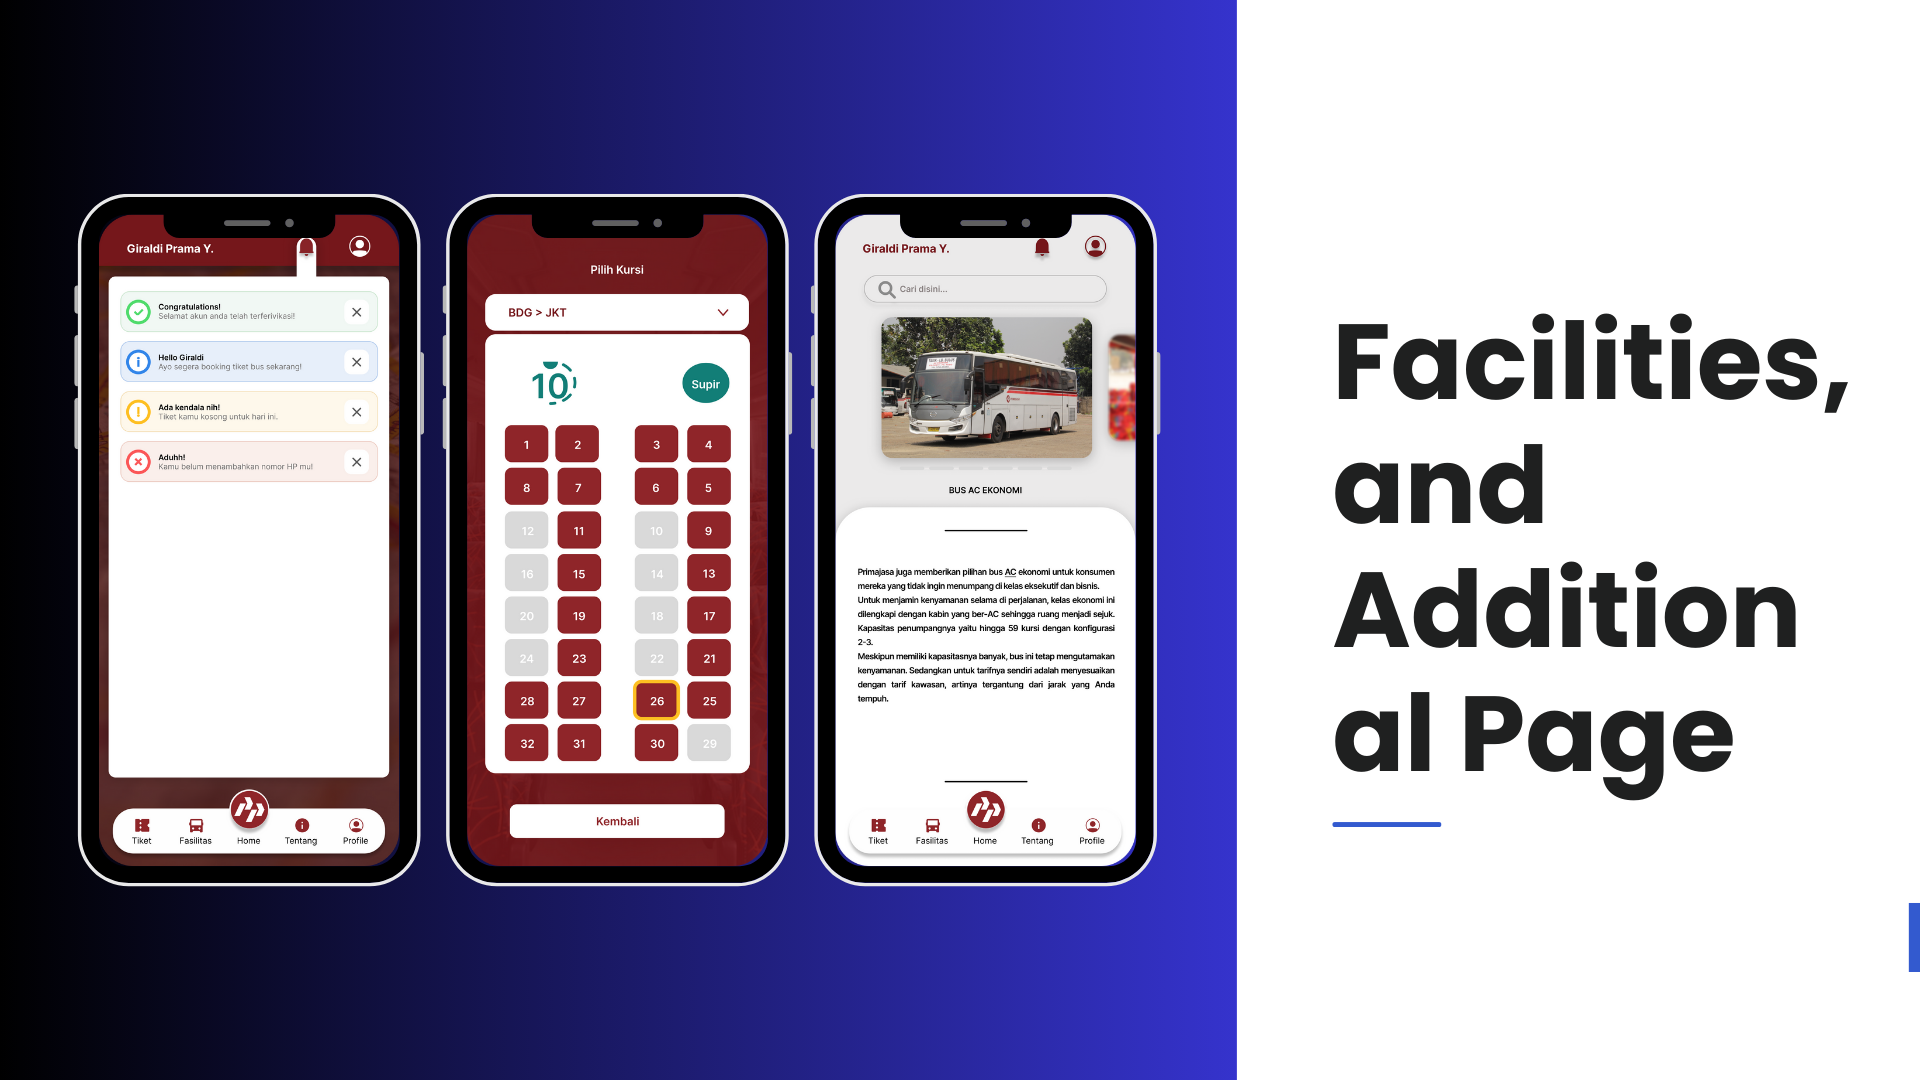 Giraldi Prama Y.
Congratulations!
Selamat akun anda telah terferivikasi!
Hello Giraldi
Ayo segera booking tiket bus sekarang!
Ada kendala nih!
Tiket kamu kosong untuk hari ini.
Aduhh!
Kamu belum menambahkan nomor HP mu!
Tiket
Fasilitas
Home
Tentang
Profile
Pilih Kursi
BDG > JKT
10
Supir
1 2 3 4
8 7 6 5
12 11 10 9
16 15 14 13
20 19 18 17
24 23 22 21
28 27 26 25
32 31 30 29
Kembali
Giraldi Prama Y.
Cari disini...
BUS AC EKONOMI
Primajasa juga memberikan pilihan bus AC ekonomi untuk konsumen
mereka yang tidak ingin menumpang di kelas eksekutif dan bisnis.
Untuk menjamin kenyamanan selama di perjalanan, kelas ekonomi ini
dilengkapi dengan kabin yang ber-AC sehingga ruang menjadi sejuk.
Kapasitas penumpangnya yaitu hingga 59 kursi dengan konfigurasi
2-3.
Meskipun memiliki kapasitasnya banyak, bus ini tetap mengutamakan
kenyamanan. Sedangkan untuk tarifnya sendiri adalah menyesuaikan
dengan tarif kawasan, artinya tergantung dari jarak yang Anda
tempuh.
Tiket
Fasilitas
Home
Tentang
Profile
Facilities,
and
Addition
al Page